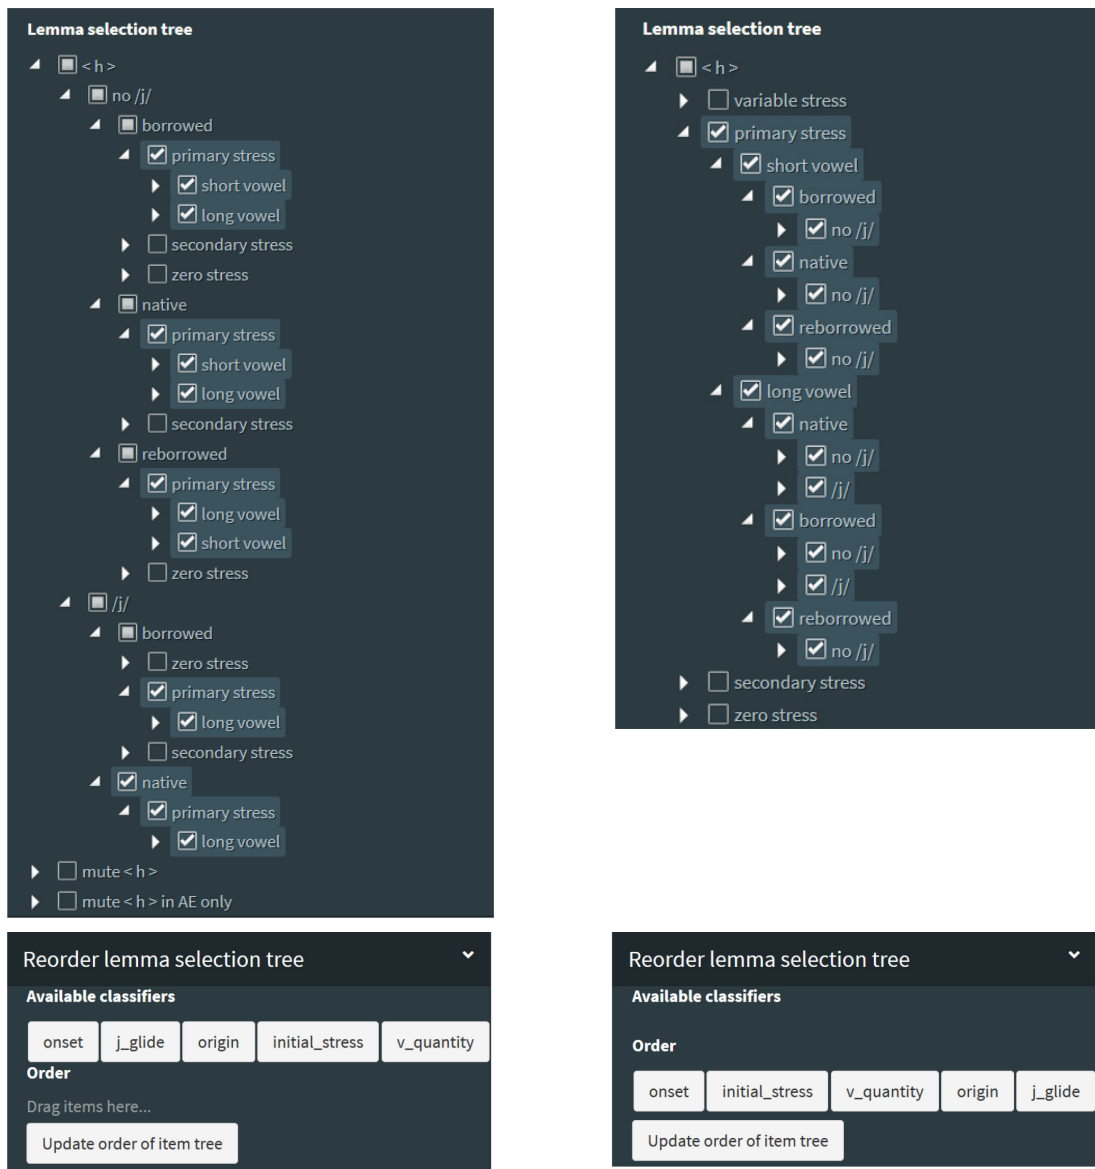 Lemma selection tree
< h >
no /j/
borrowed
primary stress
short vowel
long vowel
secondary stress
zero stress
native
primary stress
short vowel
long vowel
secondary stress
reborrowed
primary stress
long vowel
short vowel
zero stress
/j/
borrowed
zero stress
primary stress
long vowel
secondary stress
native
primary stress
long vowel
mute < h >
mute < h > in AE only
Reorder lemma selection tree
Available classifiers
onset j_glide origin initial_stress v_quantity
Order
Drag items here...
Update order of item tree
Lemma selection tree
< h >
variable stress
primary stress
short vowel
borrowed
no /j/
native
no /j/
reborrowed
no /j/
long vowel
native
no /j/
/j/
borrowed
no /j/
/j/
reborrowed
no /j/
secondary stress
zero stress
Reorder lemma selection tree
Available classifiers
Order
onset initial_stress v_quantity origin j_glide
Update order of item tree